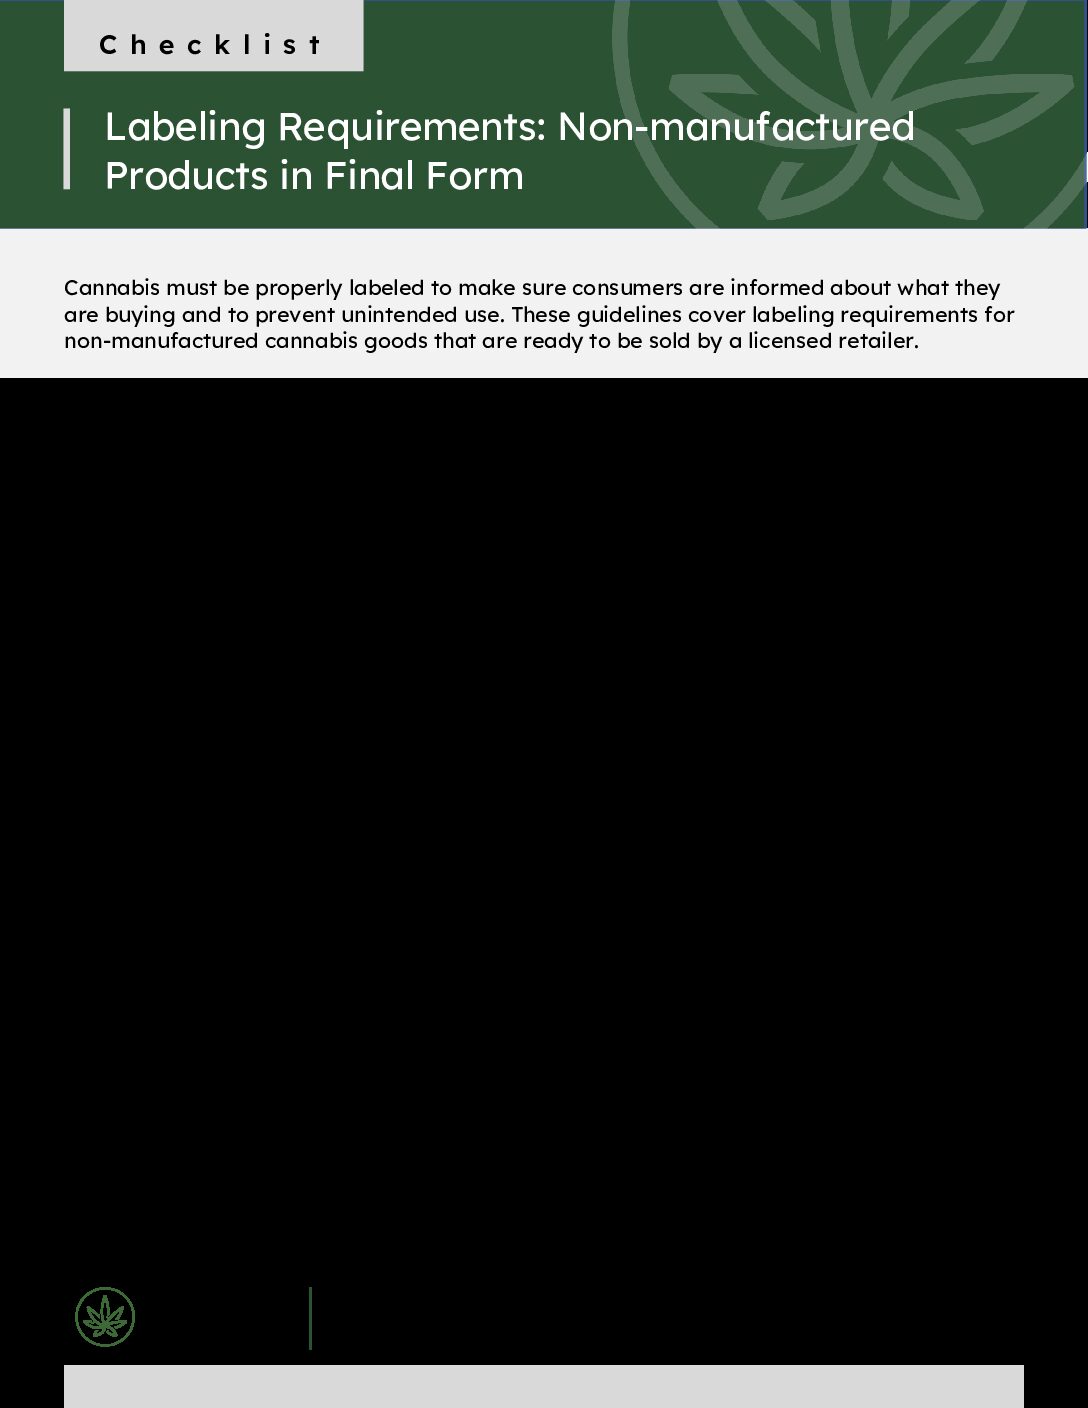 Checklist
Labeling Requirements: Non-manufactured
Products in Final Form
Cannabis must be properly labeled to make sure consumers are informed about what they
are buying and to prevent unintended use. These guidelines cover labeling requirements for
non-manufactured cannabis goods that are ready to be sold by a licensed retailer.